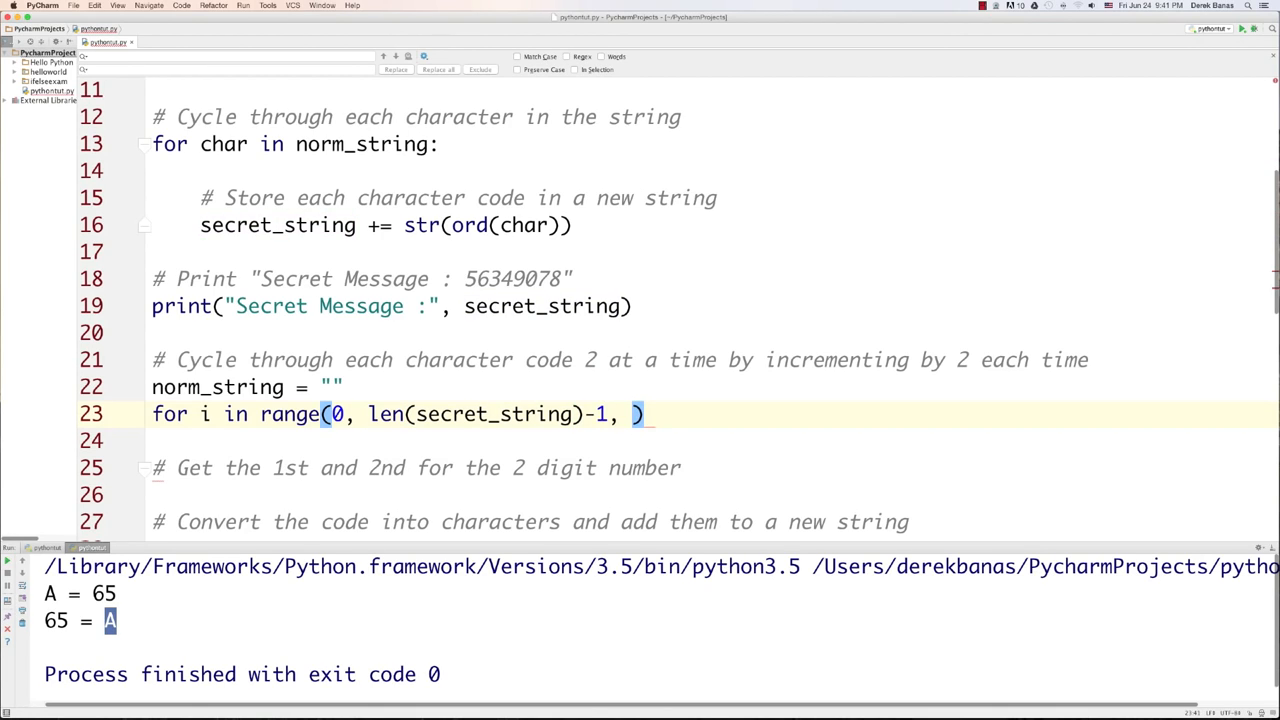 PyCharm File Edit View Navigate Code Refactor Run Tools VCS Window Help Fri Jun 24 9:41 PM Derek Banas
pythontut.py - PycharmProjects - [~/PycharmProjects]
PycharmProjects pythontut.py pythontut
pythontut.py
PycharmProject
Hello Python
helloworld
ifelseexam
pythontut.py
External Librarie
Match Case Regex Words
Replace Replace all Exclude Preserve Case In Selection
11
12 # Cycle through each character in the string
13 for char in norm_string:
14
15 # Store each character code in a new string
16 secret_string += str(ord(char))
17
18 # Print "Secret Message : 56349078"
19 print("Secret Message :", secret_string)
20
21 # Cycle through each character code 2 at a time by incrementing by 2 each time
22 norm_string = ""
23 for i in range(0, len(secret_string)-1, )
24
25 # Get the 1st and 2nd for the 2 digit number
26
27 # Convert the code into characters and add them to a new string
Run: pythontut pythontut
/Library/Frameworks/Python.framework/Versions/3.5/bin/python3.5 /Users/derekbanas/PycharmProjects/pytho
A = 65
65 = A
Process finished with exit code 0
23:41 LF÷ UTF-8÷